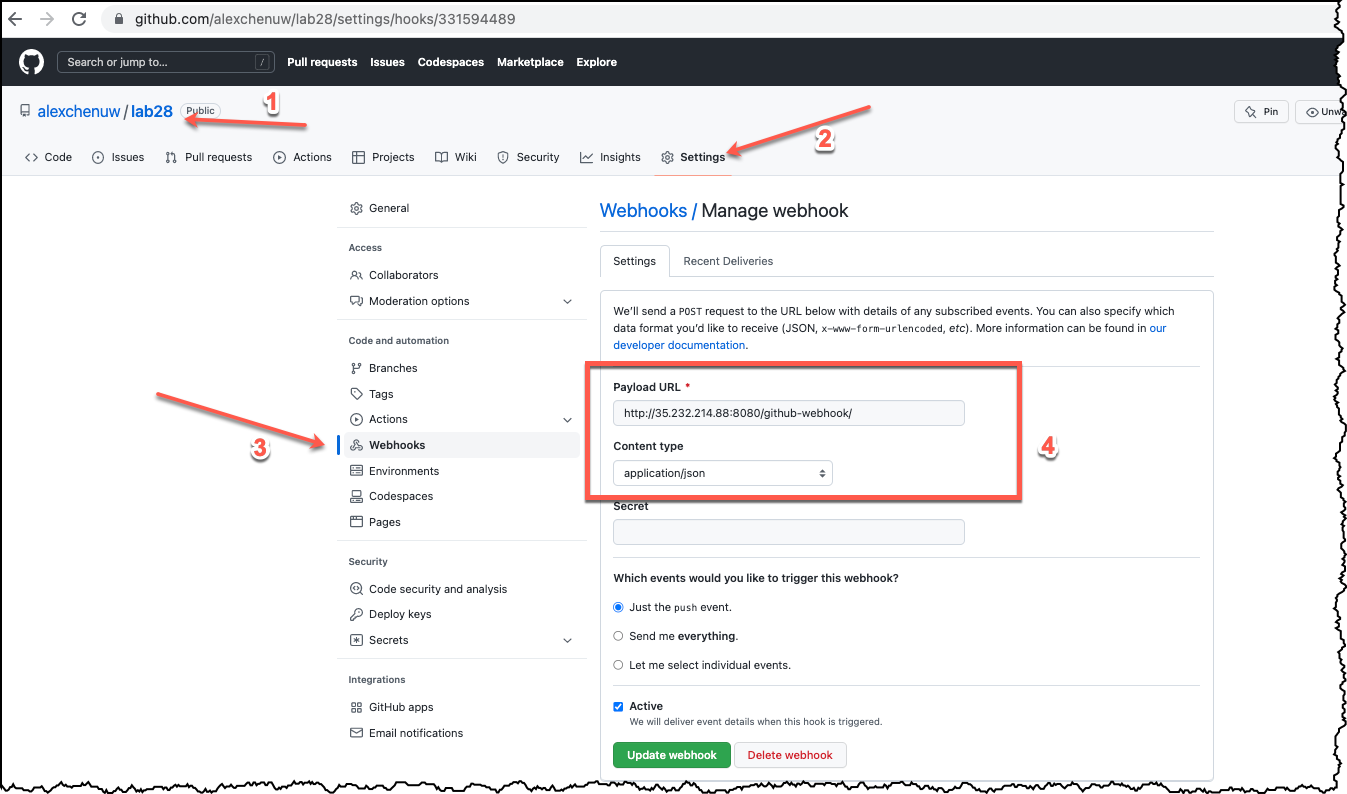 github.com/alexchenuw/lab28/settings/hooks/331594489
Search or jump to... /
Pull requests Issues Codespaces Marketplace Explore
alexchenuw / lab28 Public
1
Pin
Unwa
2
Code Issues Pull requests Actions Projects Wiki Security Insights Settings
General
Access
Collaborators
Moderation options
Code and automation
Branches
Tags
Actions
3
Webhooks
Environments
Codespaces
Pages
Security
Code security and analysis
Deploy keys
Secrets
Integrations
GitHub apps
Email notifications
Webhooks / Manage webhook
Settings Recent Deliveries
We'll send a POST request to the URL below with details of any subscribed events. You can also specify which
data format you'd like to receive (JSON, x-www-form-urlencoded, etc). More information can be found in our
developer documentation.
Payload URL *
http://35.232.214.88:8080/github-webhook/
Content type
4
application/json
Secret
Which events would you like to trigger this webhook?
Just the push event.
Send me everything.
Let me select individual events.
Active
We will deliver event details when this hook is triggered.
Update webhook Delete webhook